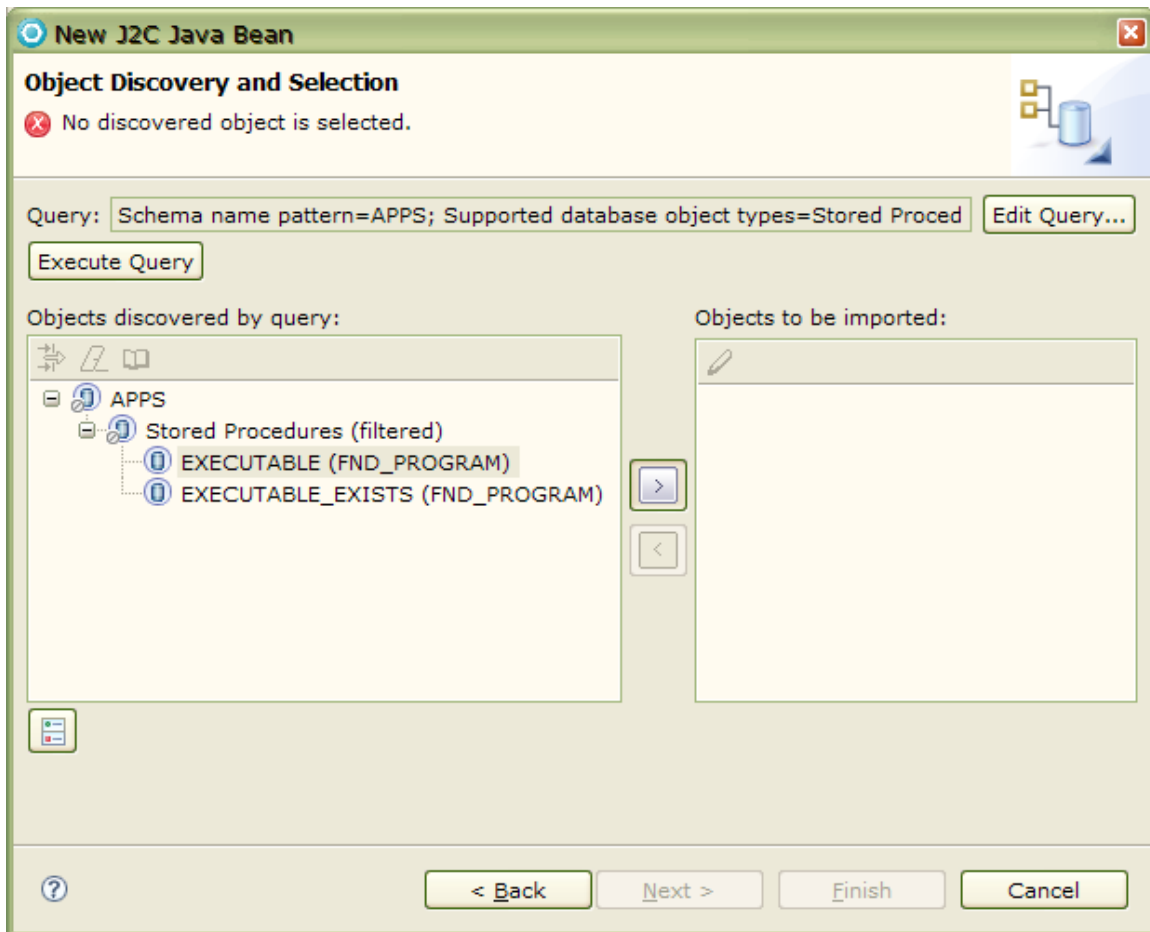 New J2C Java Bean
Object Discovery and Selection
No discovered object is selected.
Query: Schema name pattern=APPS; Supported database object types=Stored Proced Edit Query...
Execute Query
Objects discovered by query: Objects to be imported:
APPS
Stored Procedures (filtered)
EXECUTABLE (FND_PROGRAM)
EXECUTABLE_EXISTS (FND_PROGRAM)
>
<
? < Back Next > Finish Cancel